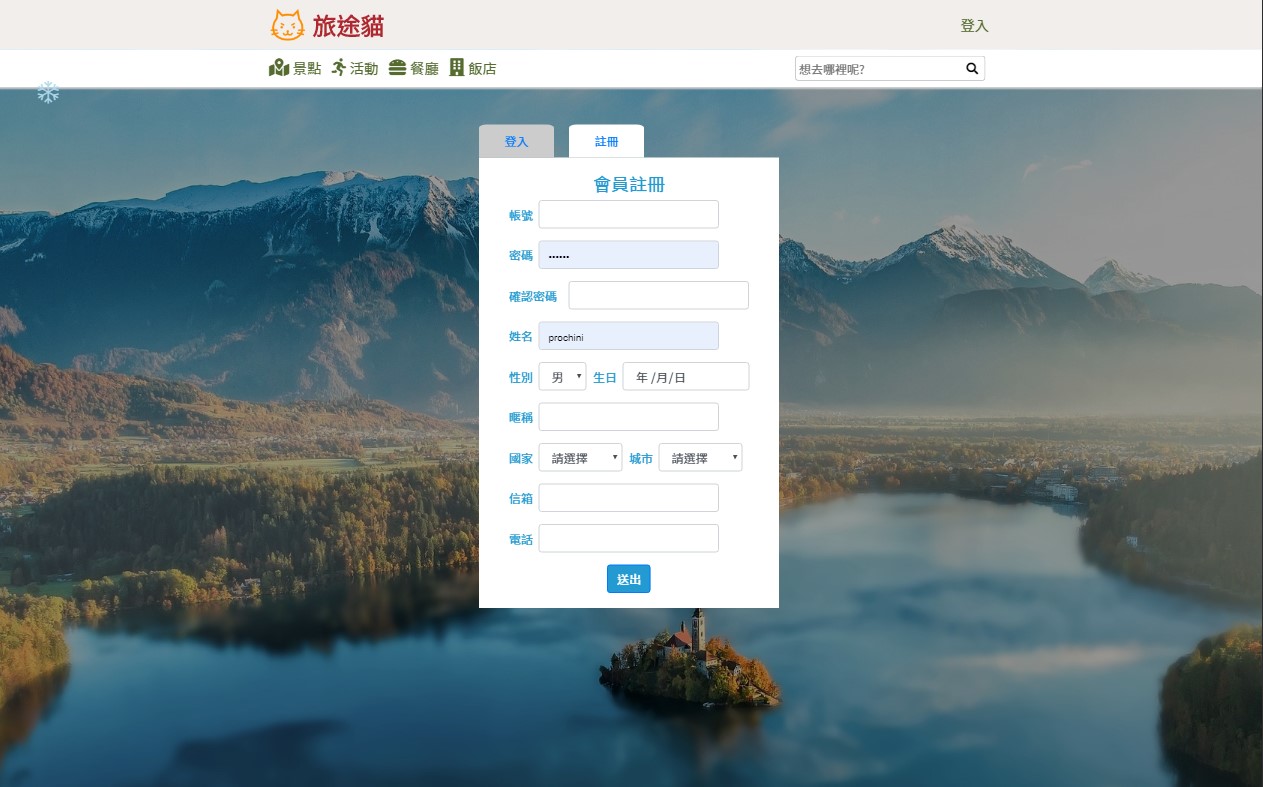 旅途貓
登入
景點 活動 餐廳 飯店
想去哪裡呢?
登入 註冊
會員註冊
帳號
密碼 ••••••
確認密碼
姓名 prochini
性別 男 生日 年 /月/日
暱稱
國家 請選擇 城市 請選擇
信箱
電話
送出